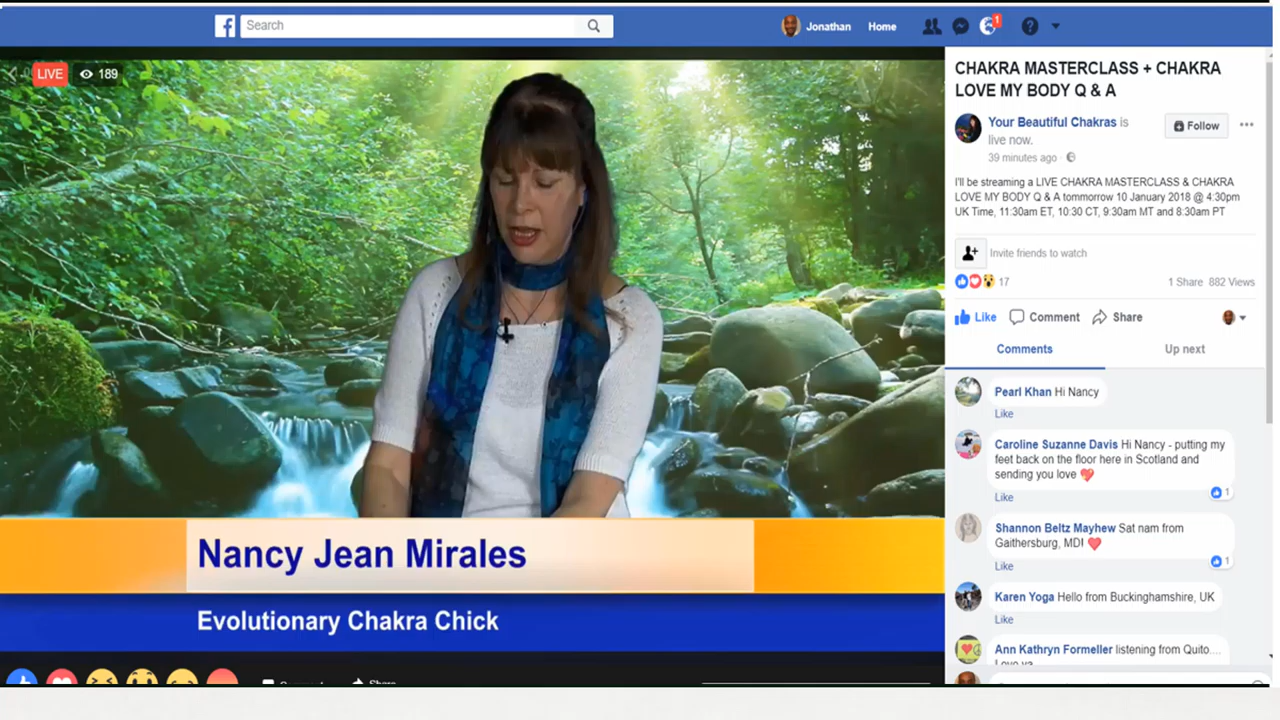 Search
Jonathan
Home
1
LIVE
189
CHAKRA MASTERCLASS + CHAKRA
LOVE MY BODY Q & A
Your Beautiful Chakras is
live now.
Follow
39 minutes ago ·
I'll be streaming a LIVE CHAKRA MASTERCLASS & CHAKRA
LOVE MY BODY Q & A tommorrow 10 January 2018 @ 4:30pm
UK Time, 11:30am ET, 10:30 CT, 9:30am MT and 8:30am PT
Invite friends to watch
17
1 Share 882 Views
Like Comment Share
Comments Up next
Pearl Khan Hi Nancy
Like
Caroline Suzanne Davis Hi Nancy - putting my
feet back on the floor here in Scotland and
sending you love
1
Like
Shannon Beltz Mayhew Sat nam from
Gaithersburg, MD!
1
Like
Karen Yoga Hello from Buckinghamshire, UK
Like
Ann Kathryn Formeller listening from Quito....
Love ya
Nancy Jean Mirales
Evolutionary Chakra Chick
Share